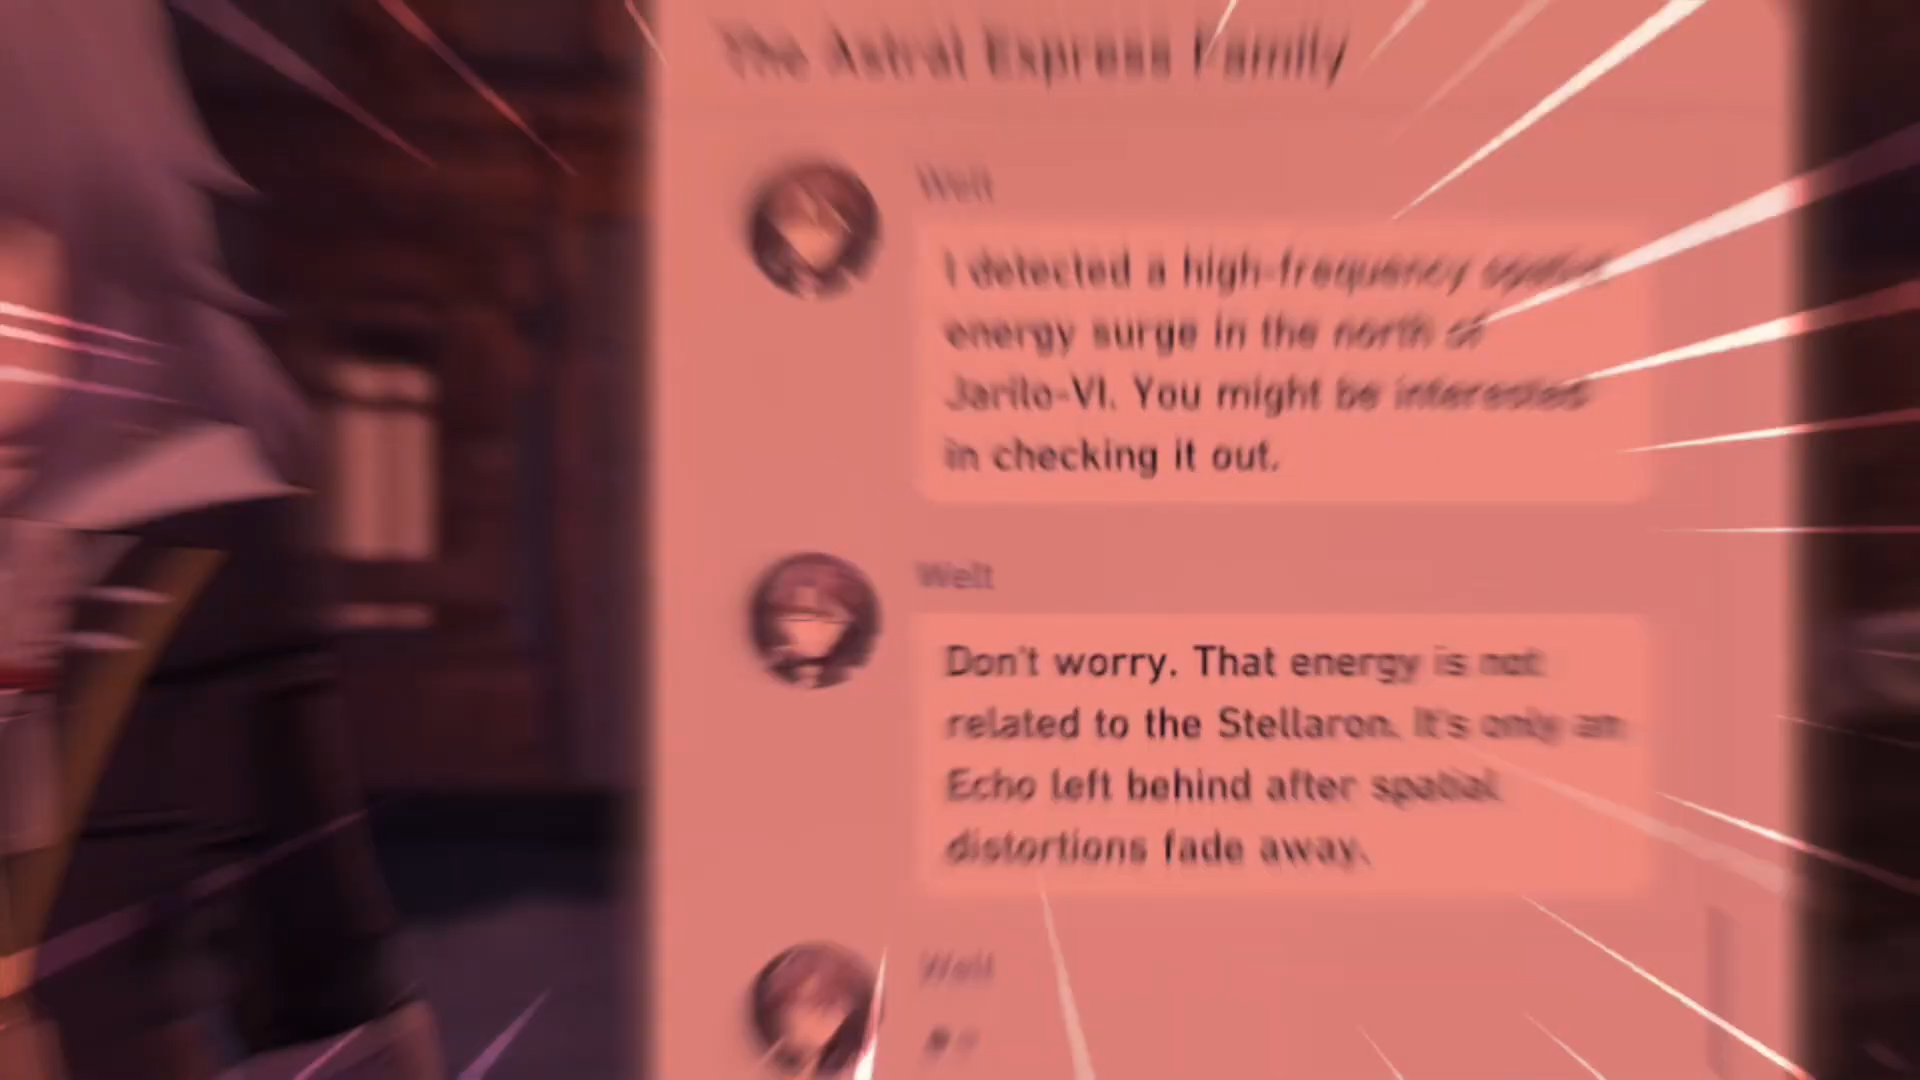 The Astral Express Family
Welt
I detected a high-frequency spatial
energy surge in the north of
Jarilo-VI. You might be interested
in checking it out.
Welt
Don't worry. That energy is not
related to the Stellaron. It's only an
Echo left behind after spatial
distortions fade away.
Welt